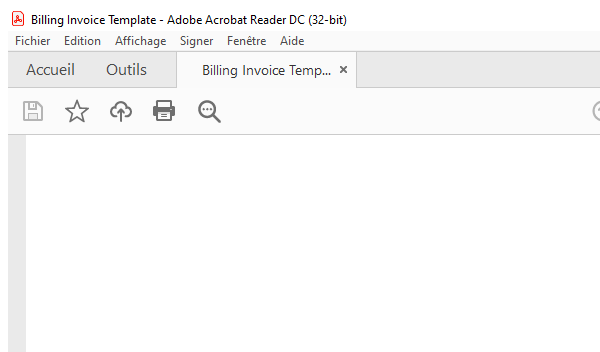 Billing Invoice Template - Adobe Acrobat Reader DC (32-bit)
Fichier Edition Affichage Signer Fenêtre Aide
Accueil Outils Billing Invoice Temp... ×